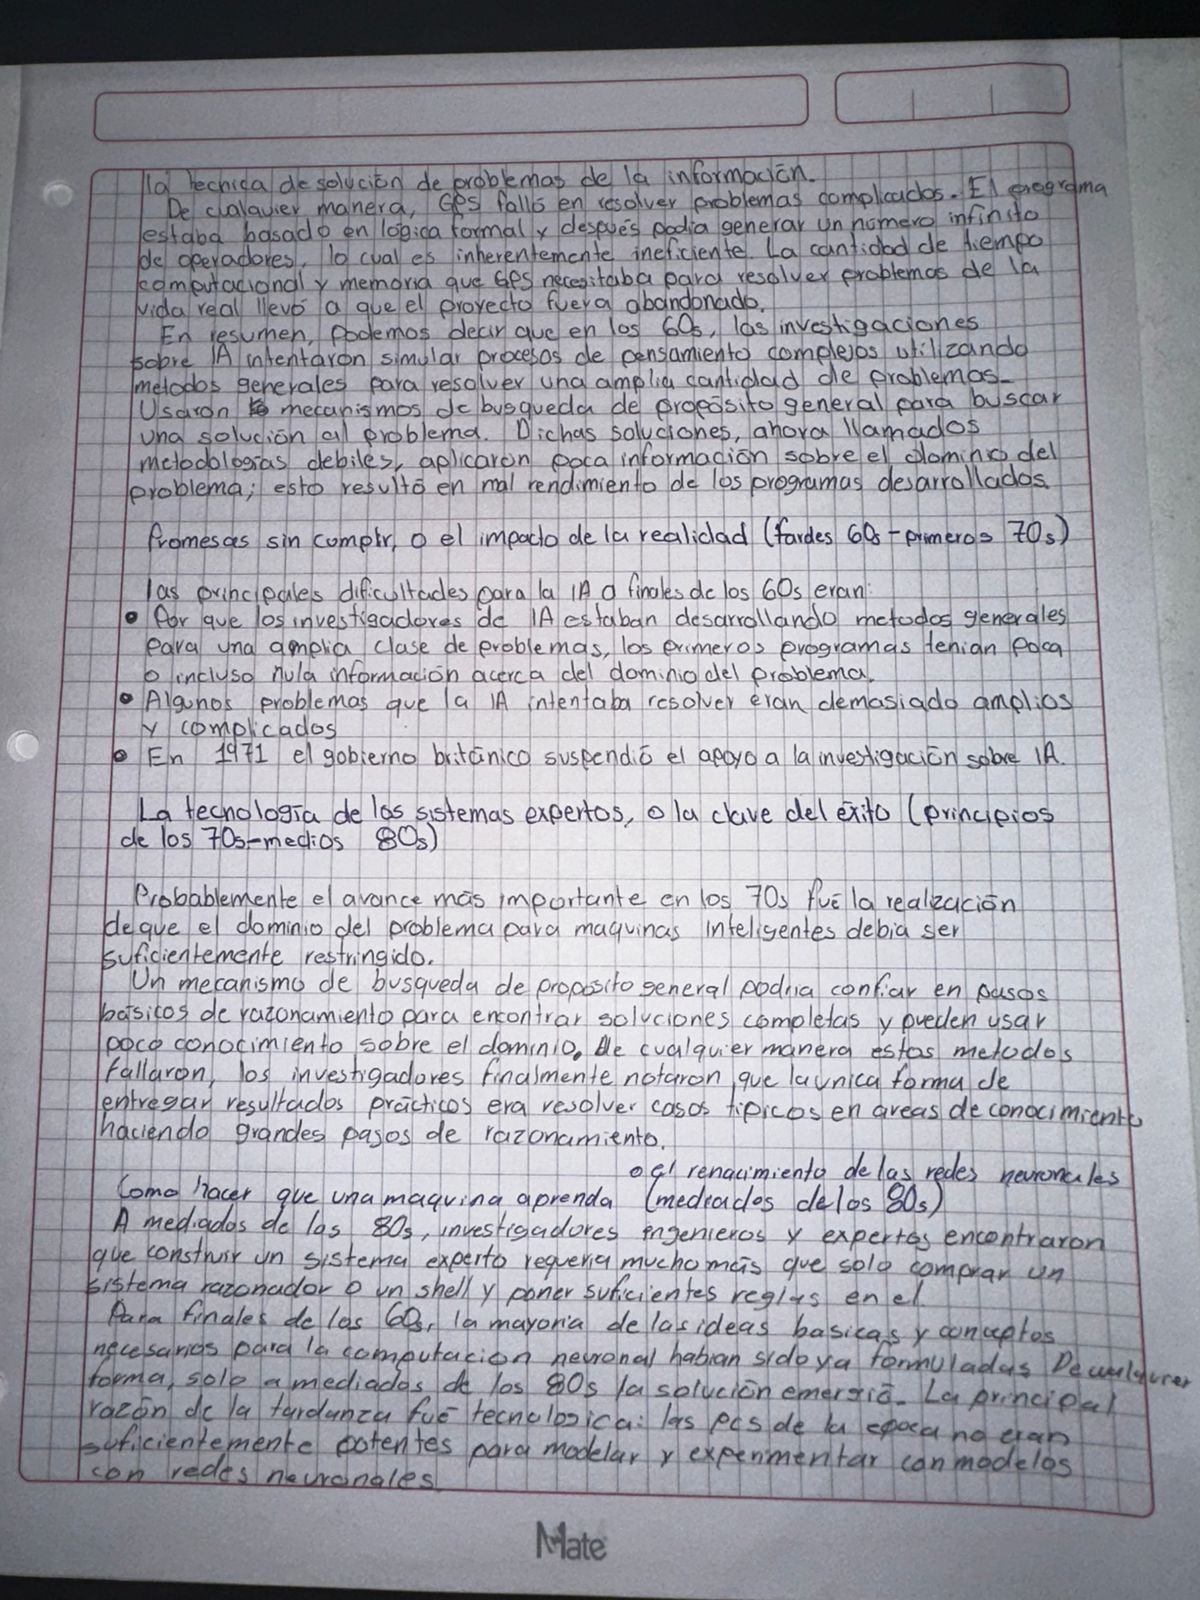 la tecnica de solución de problemas de la información.
De cualquier manera, GPS falló en resolver problemas complicados. El programa
estaba basado en lógica formal y después podia generar un número infinito
de operadores, lo cual es inherentemente ineficiente. La cantidad de tiempo
computacional y memoria que GPS necesitaba para resolver problemas de la
vida real llevó a que el proyecto fuera abandonado.
En resumen, podemos decir que en los 60s, las investigaciones
sobre IA intentaron simular procesos de pensamiento complejos utilizando
metodos generales para resolver una amplia cantidad de problemas.
Usaron mecanismos de busqueda de propósito general para buscar
una solución al problema. Dichas soluciones, ahora llamados
metodologías debiles, aplicaron poca información sobre el dominio del
problema; esto resultó en mal rendimiento de los programas desarrollados.
Promesas sin complir, o el impacto de la realidad (tardes 60s-primeros 70s)
las principales dificultades para la IA a finales de los 60s eran:
• Por que los investigadores de IA estaban desarrollando metodos generales
para una amplia clase de problemas, los primeros programas tenian poca
o incluso nula información acerca del dominio del problema.
• Algunos problemas que la IA intentaba resolver eran demasiado amplios
y complicados
• En 1971 el gobierno británico suspendió el apoyo a la investigación sobre IA.
La tecnología de los sistemas expertos, o la clave del éxito (principios
de los 70s-medios 80s)
Probablemente el avance más importante en los 70s fué la realización
de que el dominio del problema para maquinas inteligentes debia ser
suficientemente restringido.
Un mecanismo de busqueda de proposito general podria confiar en pasos
básicos de razonamiento para encontrar soluciones completas y pueden usar
poco conocimiento sobre el dominio. De cualquier manera estos metodos
fallaron, los investigadores finalmente notaron que la unica forma de
entregar resultados prácticos era resolver casos tipicos en areas de conocimiento
haciendo grandes pasos de razonamiento.
o el renacimiento de las redes neuronales
Como hacer que una maquina aprenda (mediados de los 80s)
A mediados de los 80s, investigadores ingenieros y expertos encontraron
que construir un sistema experto requeria mucho más que solo comprar un
sistema razonador o un shell y poner suficientes reglas en el.
Para finales de los 60s, la mayoria de las ideas basicas y conceptos
necesarios para la computacion neuronal habian sido ya formuladas De cualquier
forma, solo a mediados de los 80s la solución emergió. La principal
razón de la tardanza fué tecnologica: las pcs de la epoca no eran
suficientemente potentes para modelar y experimentar con modelos
con redes neuronales.
Mate